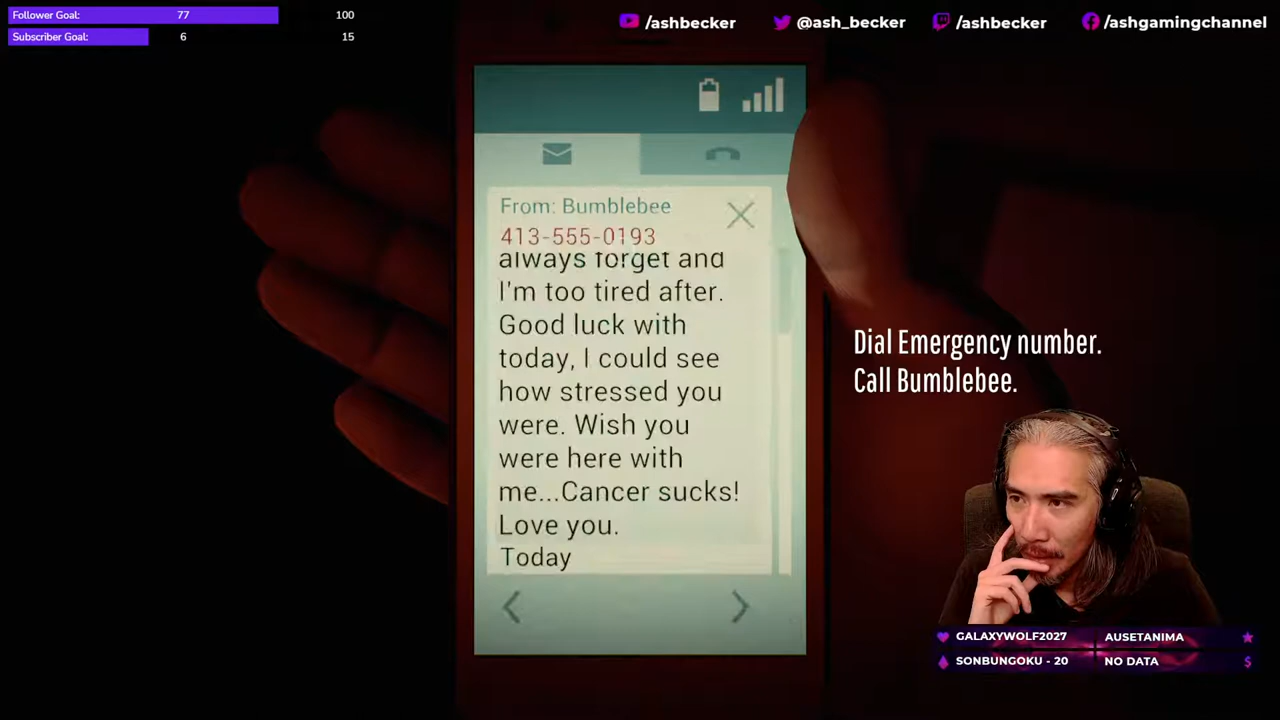 Follower Goal: 77 100
Subscriber Goal: 6 15
/ashbecker @ash_becker /ashbecker /ashgamingchannel
From: Bumblebee
413-555-0193
always forget and
I'm too tired after.
Good luck with
today, I could see
how stressed you
were. Wish you
were here with
me...Cancer sucks!
Love you.
Today
Dial Emergency number.
Call Bumblebee.
GALAXYWOLF2027 AUSETANIMA
SONBUNGOKU - 20 NO DATA $